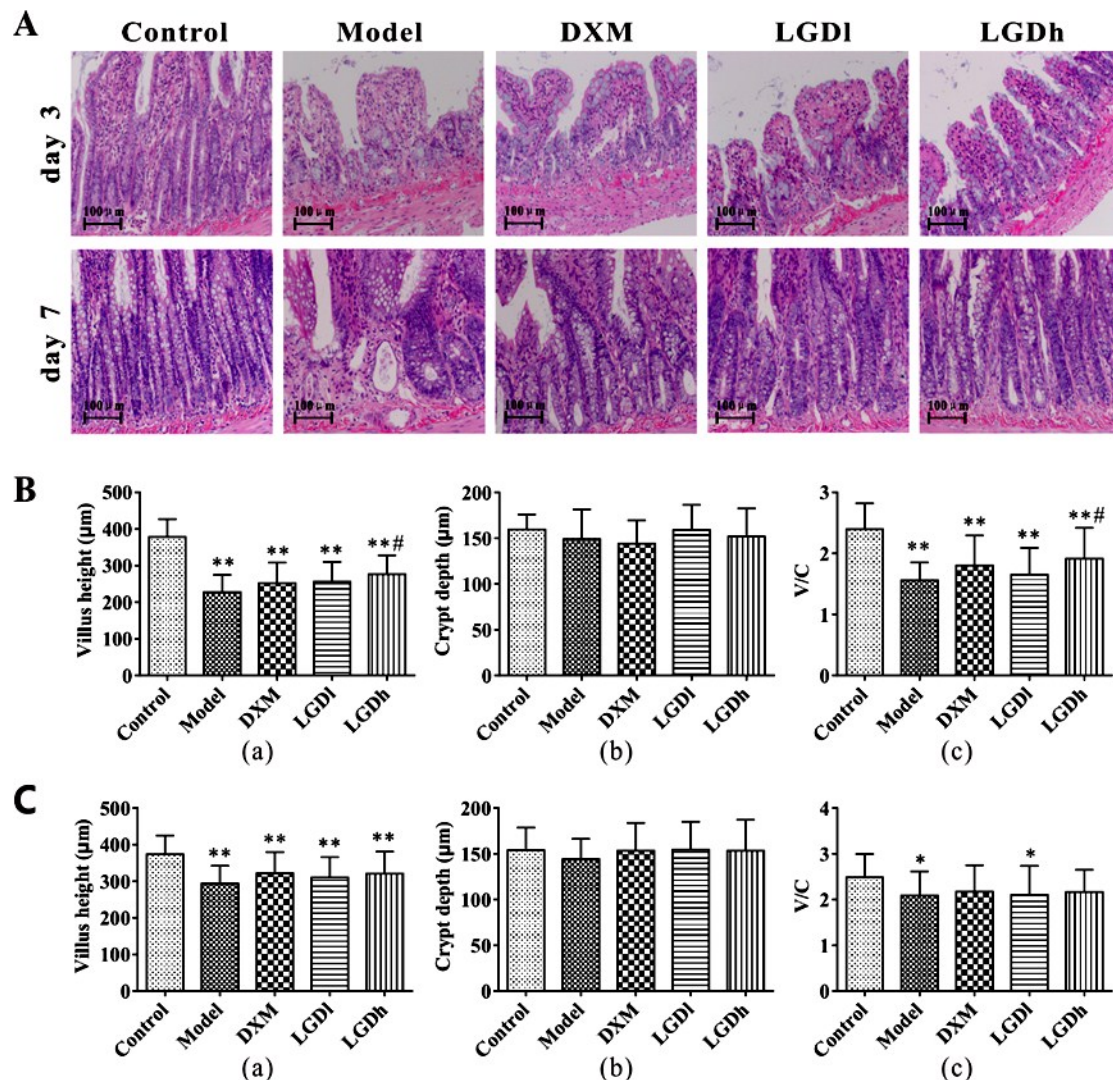 A
Control Model DXM LGDl LGDh
day 3
100 μm 100 μm 100 μm 100 μm 100 μm
day 7
100 μm 100 μm 100 μm 100 μm 100 μm
B
Villus height (μm)
500
400
300
200
100
0
** ** ** **#
Control Model DXM LGDl LGDh
(a)
Crypt depth (μm)
200
150
100
50
0
Control Model DXM LGDl LGDh
(b)
V/C
3
2
1
0
** ** ** **#
Control Model DXM LGDl LGDh
(c)
C
Villus height (μm)
500
400
300
200
100
0
** ** ** **
Control Model DXM LGDl LGDh
(a)
Crypt depth (μm)
200
150
100
50
0
Control Model DXM LGDl LGDh
(b)
V/C
4
3
2
1
0
* *
Control Model DXM LGDl LGDh
(c)